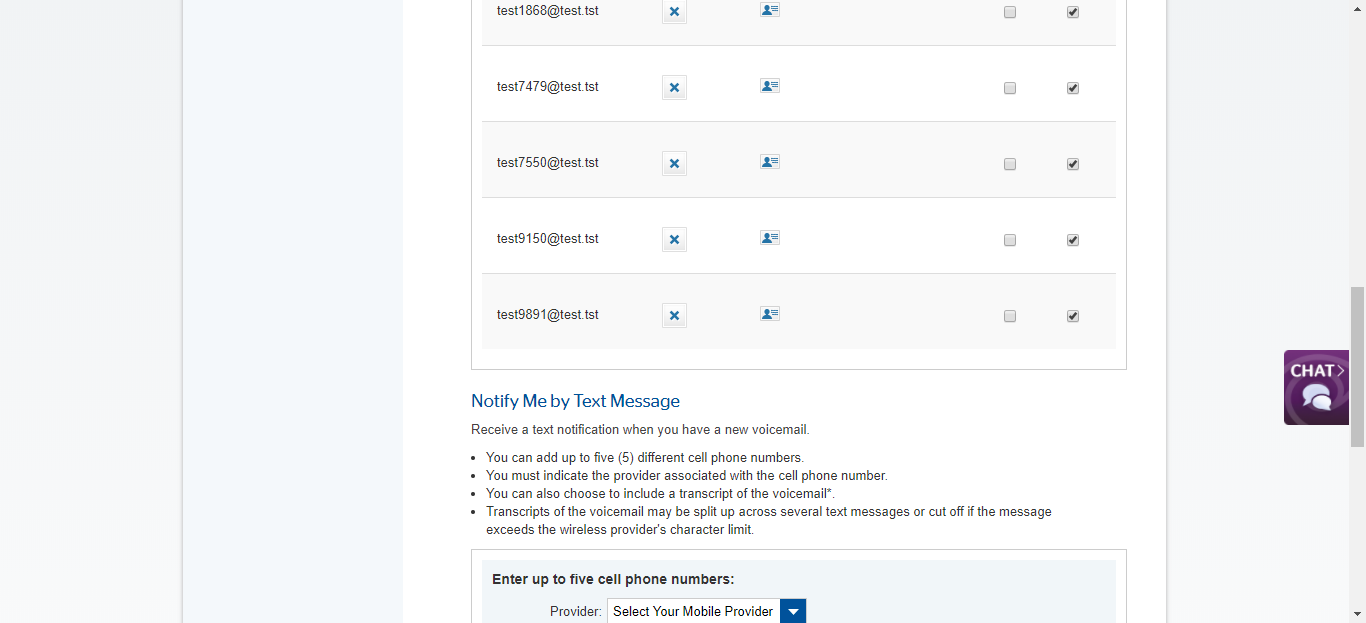 test1868@test.tst
test7479@test.tst
test7550@test.tst
test9150@test.tst
test9891@test.tst
CHAT>
Notify Me by Text Message
Receive a text notification when you have a new voicemail.
• You can add up to five (5) different cell phone numbers.
• You must indicate the provider associated with the cell phone number.
• You can also choose to include a transcript of the voicemail*.
• Transcripts of the voicemail may be split up across several text messages or cut off if the message
exceeds the wireless provider's character limit.
Enter up to five cell phone numbers:
Provider: Select Your Mobile Provider